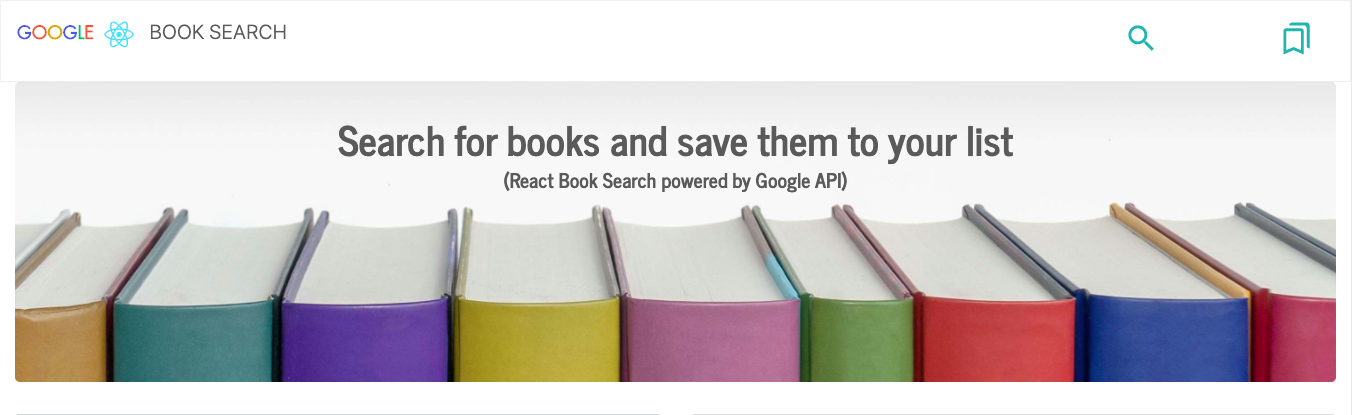 GOOGLE BOOK SEARCH
Search for books and save them to your list
(React Book Search powered by Google API)